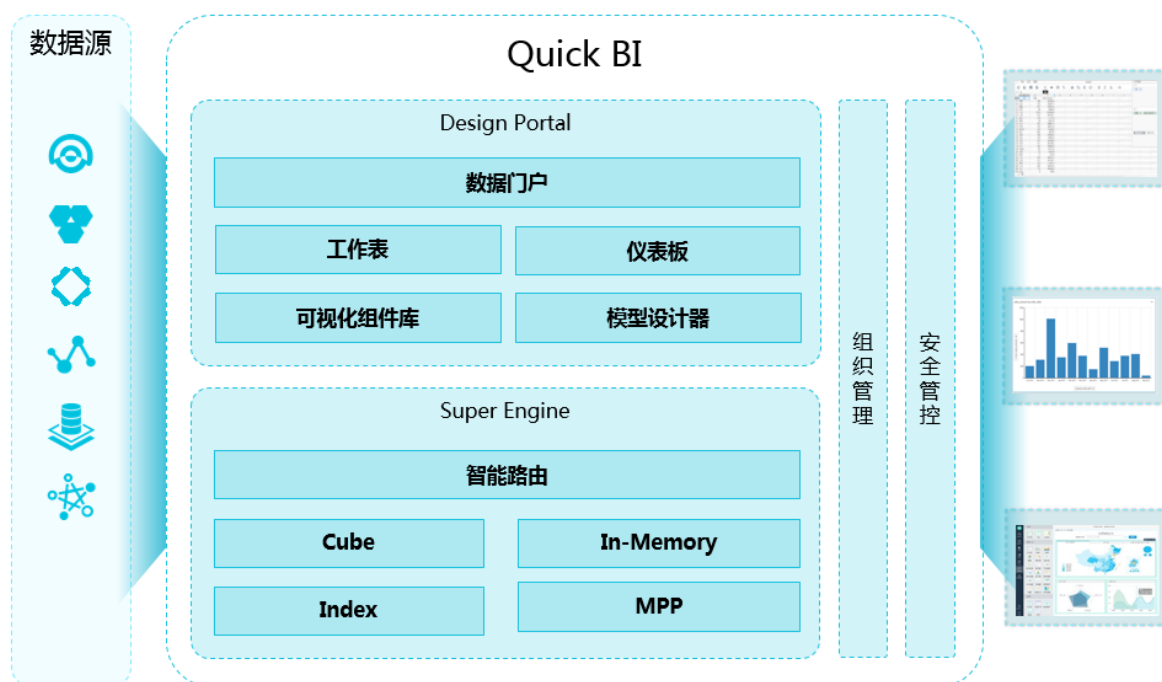 数据源
Quick BI
Design Portal
数据门户
工作表
仪表板
可视化组件库
模型设计器
Super Engine
智能路由
Cube
In-Memory
Index
MPP
组织管理
安全管控